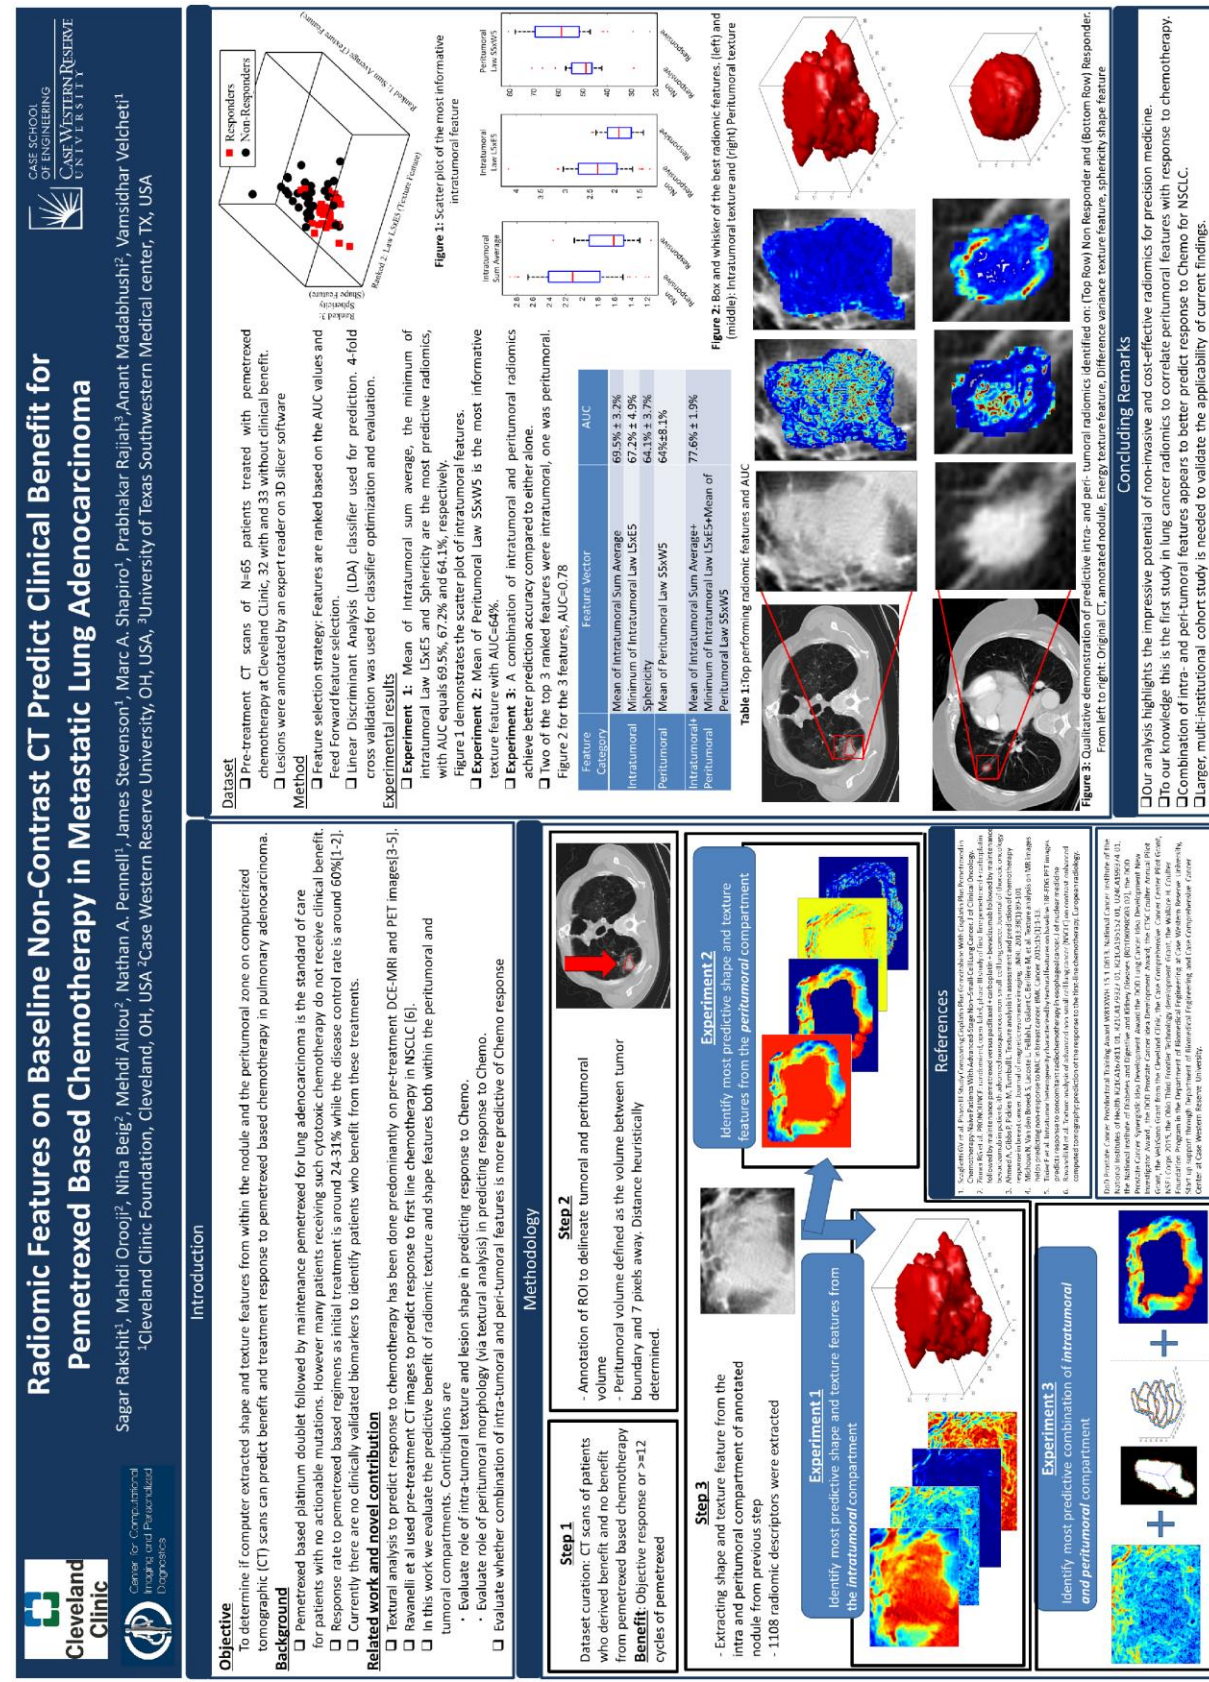 Radiomic Features on Baseline Non-Contrast CT Predict Clinical Benefit for
Pemetrexed Based Chemotherapy in Metastatic Lung Adenocarcinoma
Sagar Rakshit¹, Mahdi Orooji², Niha Beig², Mehdi Alilou², Nathan A. Pennell¹, James Stevenson¹, Marc A. Shapiro¹, Prabhakar Rajiah³,Anant Madabhushi², Vamsidhar Velcheti¹
¹Cleveland Clinic Foundation, Cleveland, OH, USA ²Case Western Reserve University, OH, USA, ³University of Texas Southwestern Medical center, TX, USA
Cleveland
Clinic
Center for Computational
Imaging and Personalized
Diagnostics
CASE SCHOOL
OF ENGINEERING
CASE WESTERN RESERVE
UNIVERSITY
Introduction
Objective
To determine if computer extracted shape and texture features from within the nodule and the peritumoral zone on computed
tomographic (CT) scans can predict benefit and treatment response to pemetrexed based chemotherapy in pulmonary adenocarcinoma.
Background
❑ Pemetrexed based platinum doublet followed by maintenance pemetrexed for lung adenocarcinoma is the standard of care
for patients with no actionable mutations. However many patients receiving such cytotoxic chemotherapy do not receive clinical benefit.
❑ Response rate to pemetrexed based regimens as initial treatment is around 24-31% while the disease control rate is around 60%[1-2].
❑ Currently there are no clinically validated biomarkers to identify patients who benefit from these treatments.
Related work and novel contribution
❑ Textural analysis to predict response to chemotherapy has been done predominantly on pre-treatment DCE-MRI and PET images[3-5].
❑ Ravanelli et al used pre-treatment CT images to predict response to first line chemotherapy in NSCLC [6].
❑ In this work we evaluate the predictive benefit of radiomic texture and shape features both within the peritumoral and
tumoral compartments. Contributions are
· Evaluate role of intra-tumoral texture and lesion shape in predicting response to Chemo.
· Evaluate role of peritumoral morphology (via textural analysis) in predicting response to Chemo.
❑ Evaluate whether combination of intra-tumoral and peri-tumoral features is more predictive of Chemo response
Methodology
Step 1
Dataset curation: CT scans of patients
who derived benefit and no benefit
from pemetrexed based chemotherapy
Benefit: Objective response or >=12
cycles of pemetrexed
Step 2
- Annotation of ROI to delineate tumoral and peritumoral
volume
- Peritumoral volume defined as the volume between tumor
boundary and 7 pixels away. Distance heuristically
determined.
Step 3
- Extracting shape and texture feature from the
intra and peritumoral compartment of annotated
nodule from previous step
- 1108 radiomic descriptors were extracted
Experiment 1
Identify most predictive shape and texture features from
the intratumoral compartment
Experiment 2
Identify most predictive shape and texture
features from the peritumoral compartment
Experiment 3
Identify most predictive combination of intratumoral
and peritumoral compartment
References
Dataset
❑ Pre-treatment CT scans of N=65 patients treated with pemetrexed
chemotherapy at Cleveland Clinic, 32 with and 33 without clinical benefit.
❑ Lesions were annotated by an expert reader on 3D slicer software
Method
❑ Feature selection strategy: Features are ranked based on the AUC values and
Feed Forward feature selection.
❑ Linear Discriminant Analysis (LDA) classifier used for prediction. 4-fold
cross validation was used for classifier optimization and evaluation.
Experimental results
❑ Experiment 1: Mean of Intratumoral sum average, the minimum of
intratumoral Law L5xE5 and Sphericity are the most predictive radiomics,
with AUC equals 69.5%, 67.2% and 64.1%, respectively.
Figure 1 demonstrates the scatter plot of intratumoral features.
❑ Experiment 2: Mean of Peritumoral Law S5xW5 is the most informative
texture feature with AUC=64%.
❑ Experiment 3: A combination of intratumoral and peritumoral radiomics
achieve better prediction accuracy compared to either alone.
❑ Two of the top 3 ranked features were intratumoral, one was peritumoral.
Figure 2 for the 3 features, AUC=0.78
Feature Category Feature Vector AUC
Intratumoral Mean of Intratumoral Sum Average 69.5% ± 3.2%
Minimum of Intratumoral Law L5xE5 67.2% ± 4.9%
Sphericity 64.1% ± 3.7%
Peritumoral Mean of Peritumoral Law S5xW5 64%±8.1%
Intratumoral+ Peritumoral Mean of Intratumoral Sum Average+ 77.6% ± 1.9%
Minimum of Intratumoral Law L5xE5+Mean of
Peritumoral Law S5xW5
Table 1:Top performing radiomic features and AUC
Responders
Non-Responders
Ranked 3:
Sphericity
(Shape Feature)
Ranked 2: Law L5xE5 (Texture Feature)
Ranked 1: Sum Average (Texture Feature)
Figure 1: Scatter plot of the most informative
intratumoral feature
Intratumoral
Sum Average
Intratumoral
Law L5xE5
Peritumoral
Law S5xW5
Non
Responsive
Responsive
Non
Responsive
Responsive
Non
Responsive
Responsive
Figure 2: Box and whisker of the best radiomic features. (left) and
(middle): Intratumoral texture and (right) Peritumoral texture
Figure 3: Qualitative demonstration of predictive intra- and peri- tumoral radiomics identified on: (Top Row) Non Responder and (Bottom Row) Responder.
From left to right: Original CT, annotated nodule, Energy texture feature, Difference variance texture feature, sphericity shape feature
Concluding Remarks
❑Our analysis highlights the impressive potential of non-invasive and cost-effective radiomics for precision medicine.
❑To our knowledge this is the first study in lung cancer radiomics to correlate peritumoral features with response to chemotherapy.
❑Combination of intra- and peri-tumoral features appears to better predict response to Chemo for NSCLC.
❑Larger, multi-institutional cohort study is needed to validate the applicability of current findings.